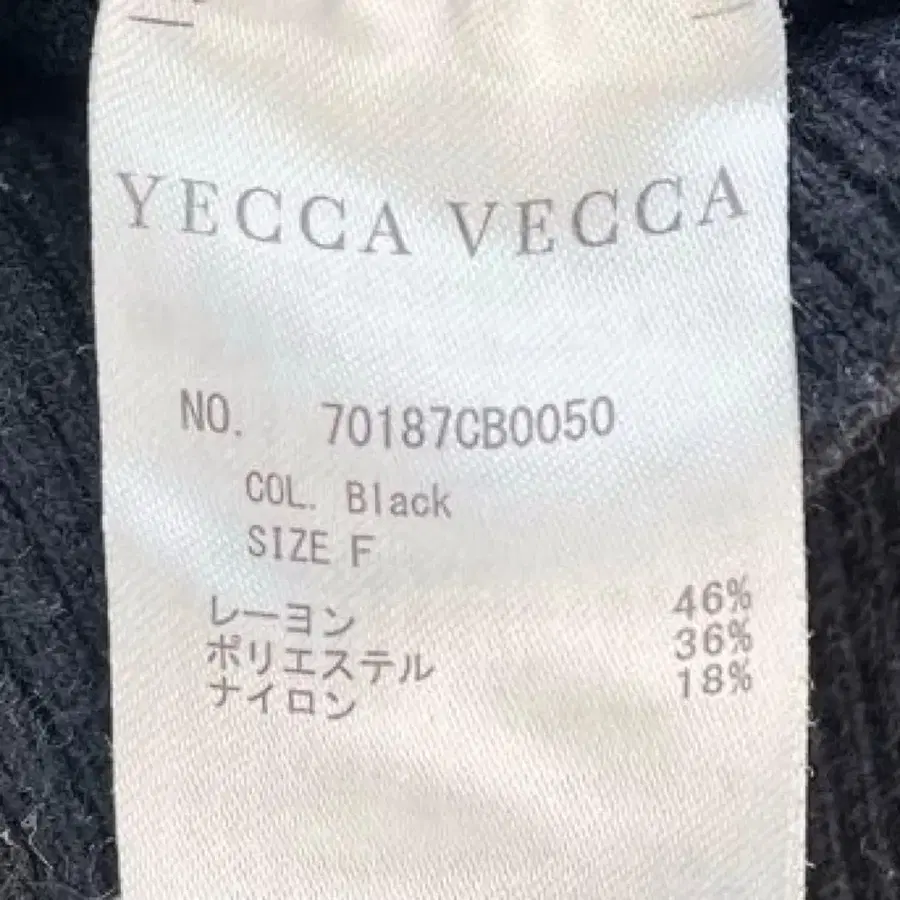 YECCA VECCA
NO. 70187CB0050
COL. Black
SIZE F
レーヨン 46%
ポリエステル 36%
ナイロン 18%